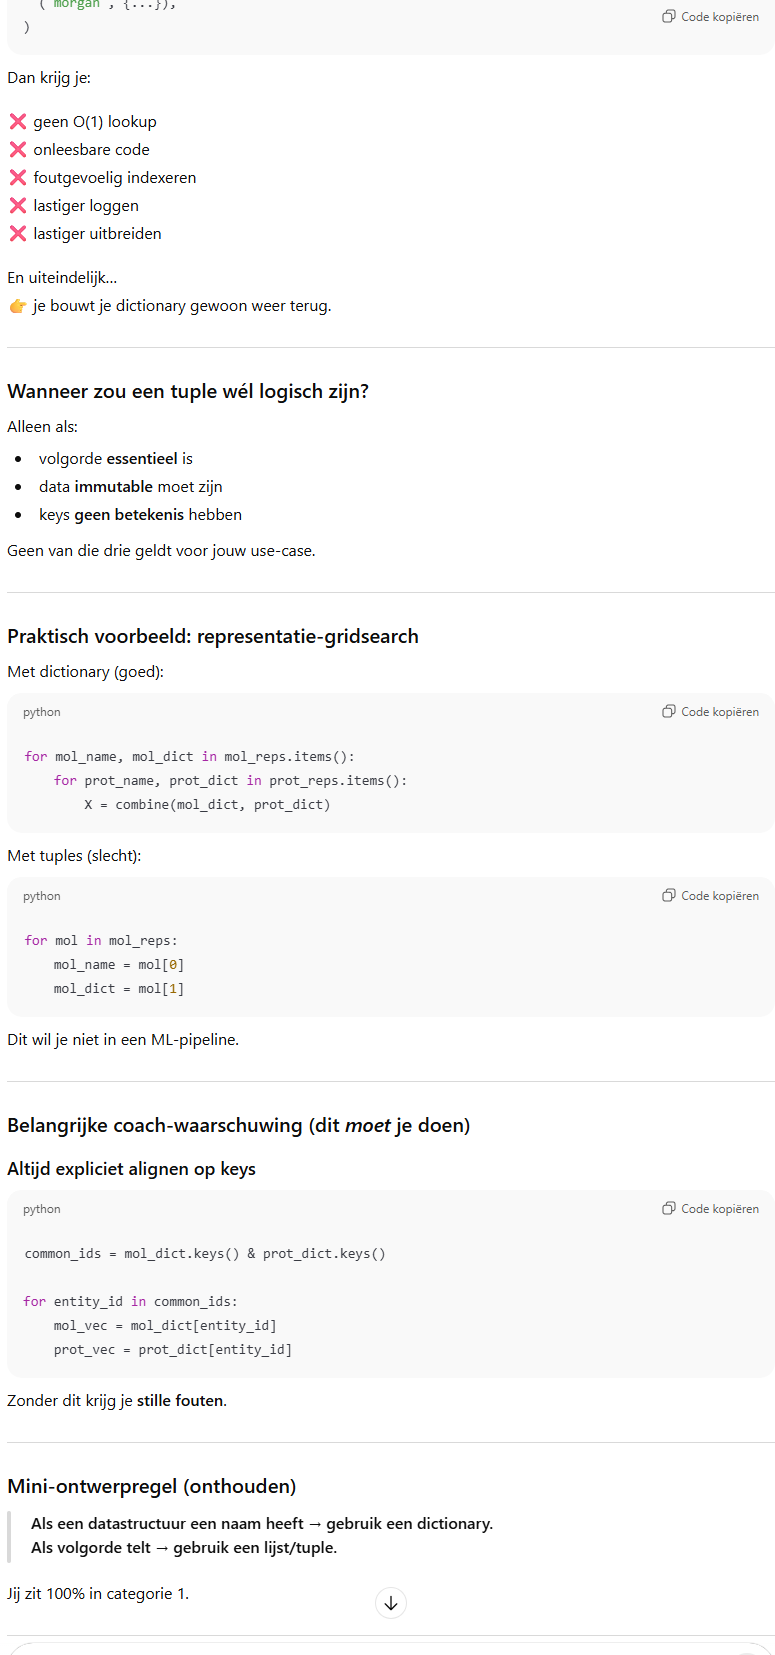 ("morgan", {...}),
Code kopiëren
)
Dan krijg je:
❌ geen O(1) lookup
❌ onleesbare code
❌ foutgevoelig indexeren
❌ lastiger loggen
❌ lastiger uitbreiden
En uiteindelijk…
👉 je bouwt je dictionary gewoon weer terug.
Wanneer zou een tuple wél logisch zijn?
Alleen als:
• volgorde essentieel is
• data immutable moet zijn
• keys geen betekenis hebben
Geen van die drie geldt voor jouw use-case.
Praktisch voorbeeld: representatie-gridsearch
Met dictionary (goed):
python
Code kopiëren
for mol_name, mol_dict in mol_reps.items():
    for prot_name, prot_dict in prot_reps.items():
        X = combine(mol_dict, prot_dict)
Met tuples (slecht):
python
Code kopiëren
for mol in mol_reps:
    mol_name = mol[0]
    mol_dict = mol[1]
Dit wil je niet in een ML-pipeline.
Belangrijke coach-waarschuwing (dit moet je doen)
Altijd expliciet alignen op keys
python
Code kopiëren
common_ids = mol_dict.keys() & prot_dict.keys()
for entity_id in common_ids:
    mol_vec = mol_dict[entity_id]
    prot_vec = prot_dict[entity_id]
Zonder dit krijg je stille fouten.
Mini-ontwerpregel (onthouden)
Als een datastructuur een naam heeft → gebruik een dictionary.
Als volgorde telt → gebruik een lijst/tuple.
Jij zit 100% in categorie 1.